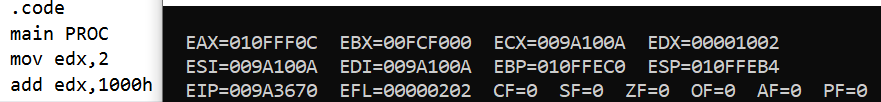 .code
main PROC
mov edx,2
add edx,1000h
EAX=010FFF0C EBX=00FCF000 ECX=009A100A EDX=00001002
ESI=009A100A EDI=009A100A EBP=010FFEC0 ESP=010FFEB4
EIP=009A3670 EFL=00000202 CF=0 SF=0 ZF=0 OF=0 AF=0 PF=0